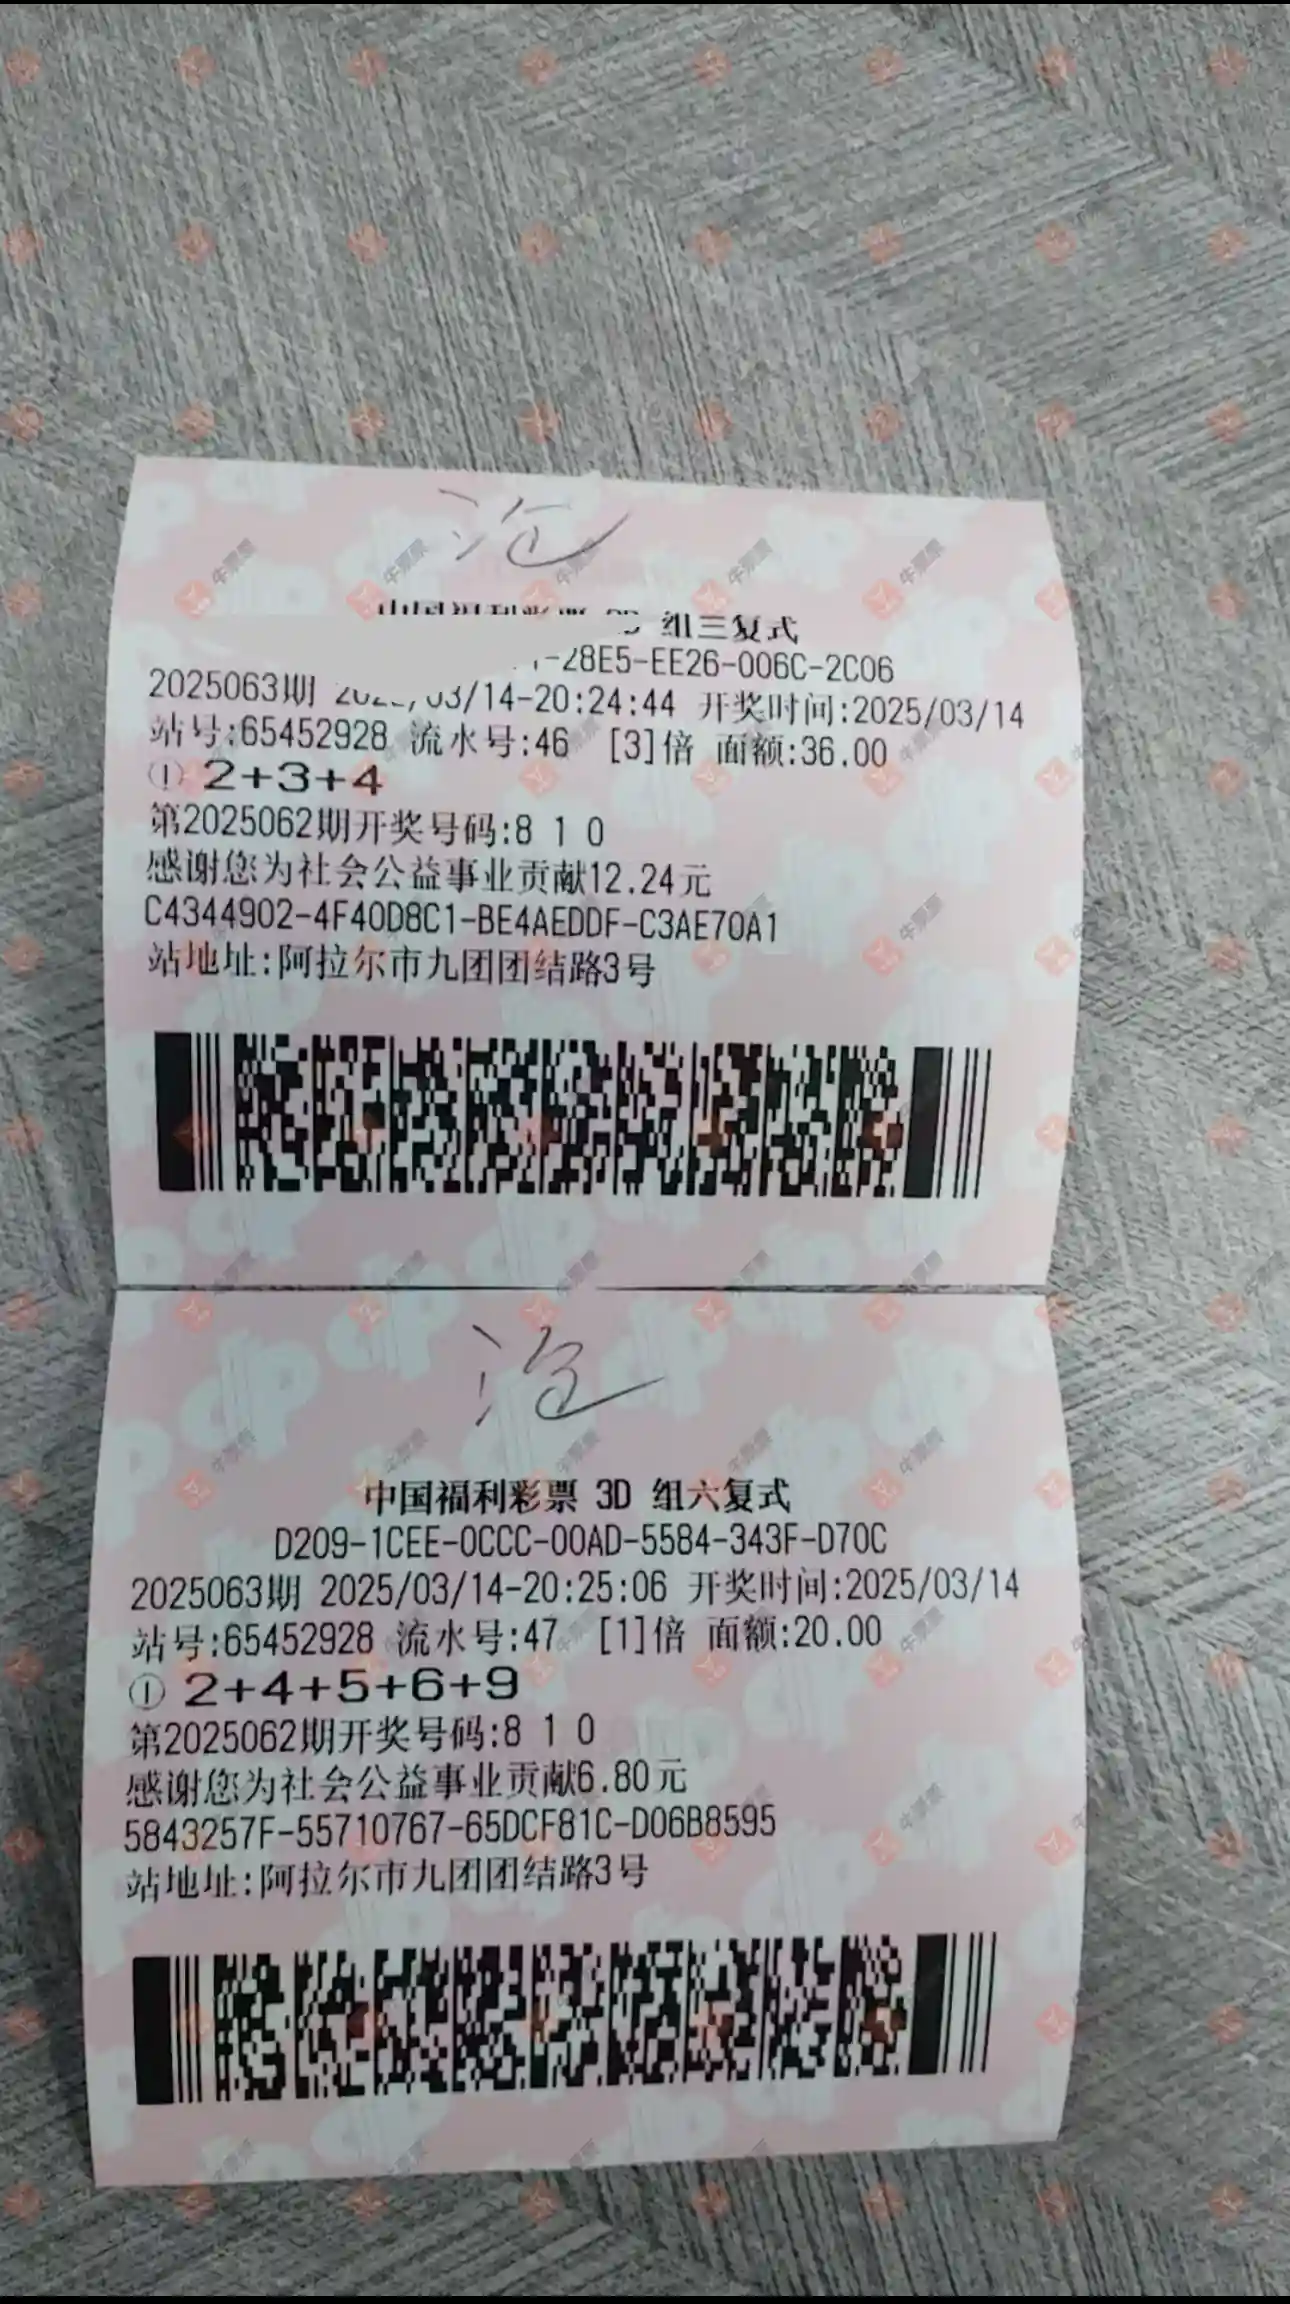 泡
中国福利彩票 3D 组三复式
-28E5-EE26-006C-2C06
2025063期 2025/03/14-20:24:44 开奖时间:2025/03/14
站号:65452928 流水号:46 [3]倍 面额:36.00
① 2+3+4
第2025062期开奖号码:8 1 0
感谢您为社会公益事业贡献12.24元
C4344902-4F40D8C1-BE4AEDDF-C3AE70A1
站地址:阿拉尔市九团团结路3号
泡
中国福利彩票 3D 组六复式
D209-1CEE-0CCC-00AD-5584-343F-D70C
2025063期 2025/03/14-20:25:06 开奖时间:2025/03/14
站号:65452928 流水号:47 [1]倍 面额:20.00
① 2+4+5+6+9
第2025062期开奖号码:8 1 0
感谢您为社会公益事业贡献6.80元
5843257F-55710767-65DCF81C-D06B8595
站地址:阿拉尔市九团团结路3号